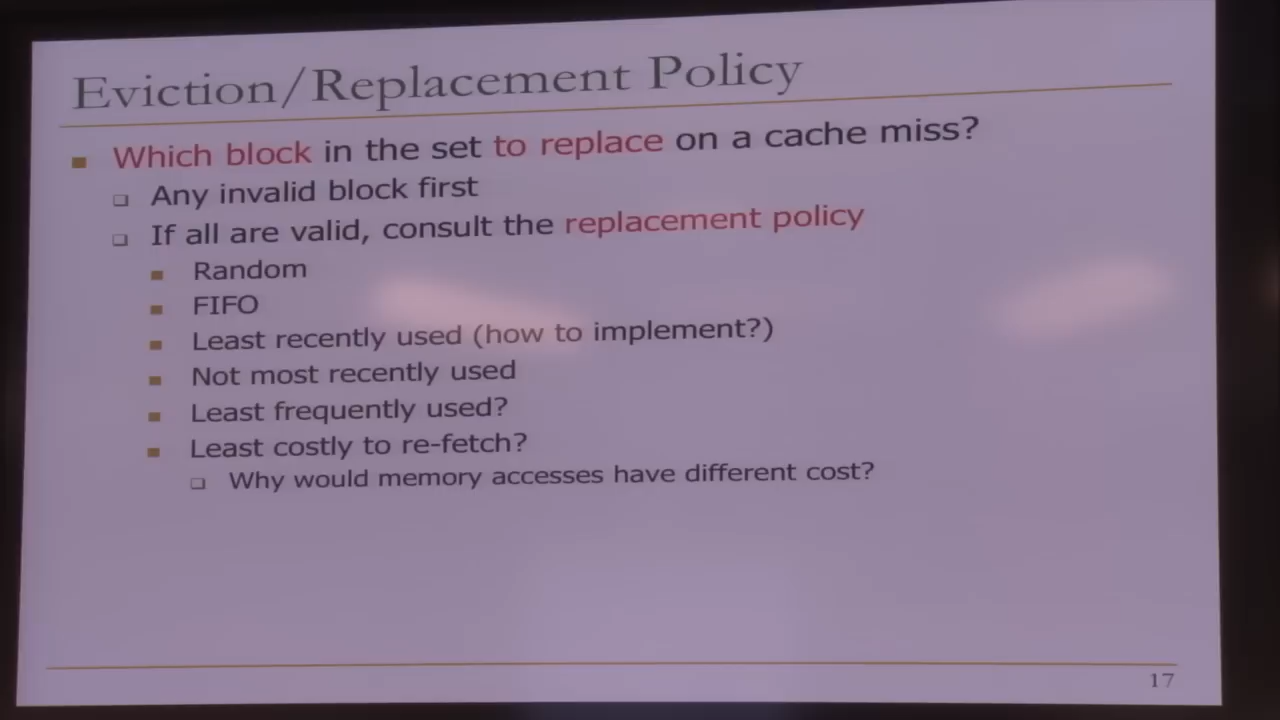 Eviction/Replacement Policy
Which block in the set to replace on a cache miss?
Any invalid block first
If all are valid, consult the replacement policy
Random
FIFO
Least recently used (how to implement?)
Not most recently used
Least frequently used?
Least costly to re-fetch?
Why would memory accesses have different cost?
17